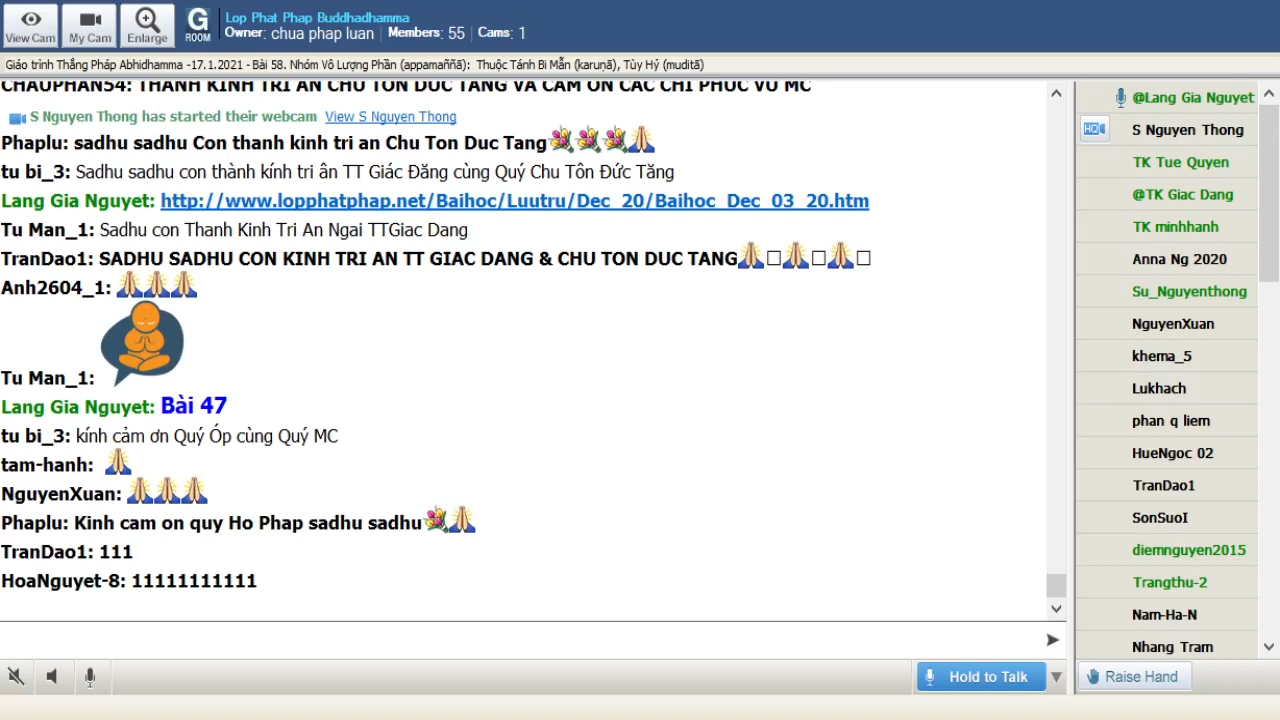 View Cam
My Cam
Enlarge
G
ROOM
Lop Phat Phap Buddhadhamma
Owner: chua phap luan | Members: 55 | Cams: 1
Giáo trình Thắng Pháp Abhidhamma -17.1.2021 - Bài 58. Nhóm Vô Lượng Phần (appamaññā): Thuộc Tánh Bi Mẫn (karuṇā), Tùy Hỷ (muditā)
CHAUPHAN54: THANH KINH TRI AN CHU TON DUC TANG VA CAM ON CAC CHI PHUC VU MC
S Nguyen Thong has started their webcam View S Nguyen Thong
Phaplu: sadhu sadhu Con thanh kinh tri an Chu Ton Duc Tang
tu bi_3: Sadhu sadhu con thành kính tri ân TT Giác Đăng cùng Quý Chu Tôn Đức Tăng
Lang Gia Nguyet: http://www.lopphatphap.net/Baihoc/Luutru/Dec_20/Baihoc_Dec_03_20.htm
Tu Man_1: Sadhu con Thanh Kinh Tri An Ngai TTGiac Dang
TranDao1: SADHU SADHU CON KINH TRI AN TT GIAC DANG & CHU TON DUC TANG
Anh2604_1:
Tu Man_1:
Lang Gia Nguyet: Bài 47
tu bi_3: kính cảm ơn Quý Óp cùng Quý MC
tam-hanh:
NguyenXuan:
Phaplu: Kinh cam on quy Ho Phap sadhu sadhu
TranDao1: 111
HoaNguyet-8: 11111111111
@Lang Gia Nguyet
HD
S Nguyen Thong
TK Tue Quyen
@TK Giac Dang
TK minhhanh
Anna Ng 2020
Su_Nguyenthong
NguyenXuan
khema_5
Lukhach
phan q liem
HueNgoc 02
TranDao1
SonSuoI
diemnguyen2015
Trangthu-2
Nam-Ha-N
Nhang Tram
Hold to Talk
Raise Hand